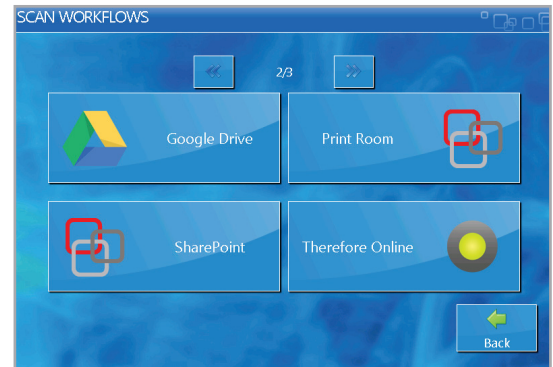 SCAN WORKFLOWS
2/3
Google Drive
Print Room
SharePoint
Therefore Online
Back